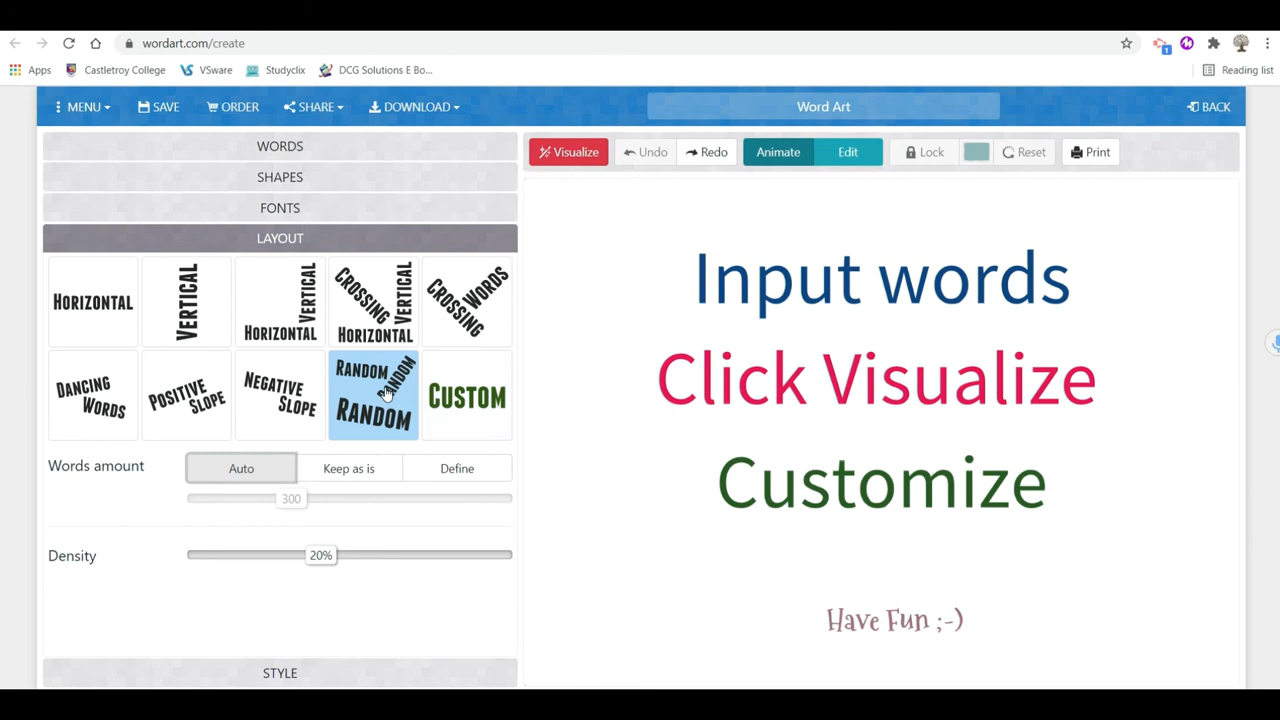 wordart.com/create
1
Apps Castletroy College VSware Studyclix DCG Solutions E Bo... Reading list
MENU SAVE ORDER SHARE DOWNLOAD Word Art BACK
WORDS
Visualize Undo Redo Animate Edit Lock Reset Print
SHAPES
FONTS
LAYOUT
HORIZONTAL
VERTICAL
HORIZONTAL VERTICAL
CROSSING VERTICAL HORIZONTAL
CROSSING WORDS
DANCING WORDS
POSITIVE SLOPE
NEGATIVE SLOPE
RANDOM RANDOM RANDOM
CUSTOM
Words amount Auto Keep as is Define
300
Density 20%
STYLE
Input words
Click Visualize
Customize
Have Fun ;-)